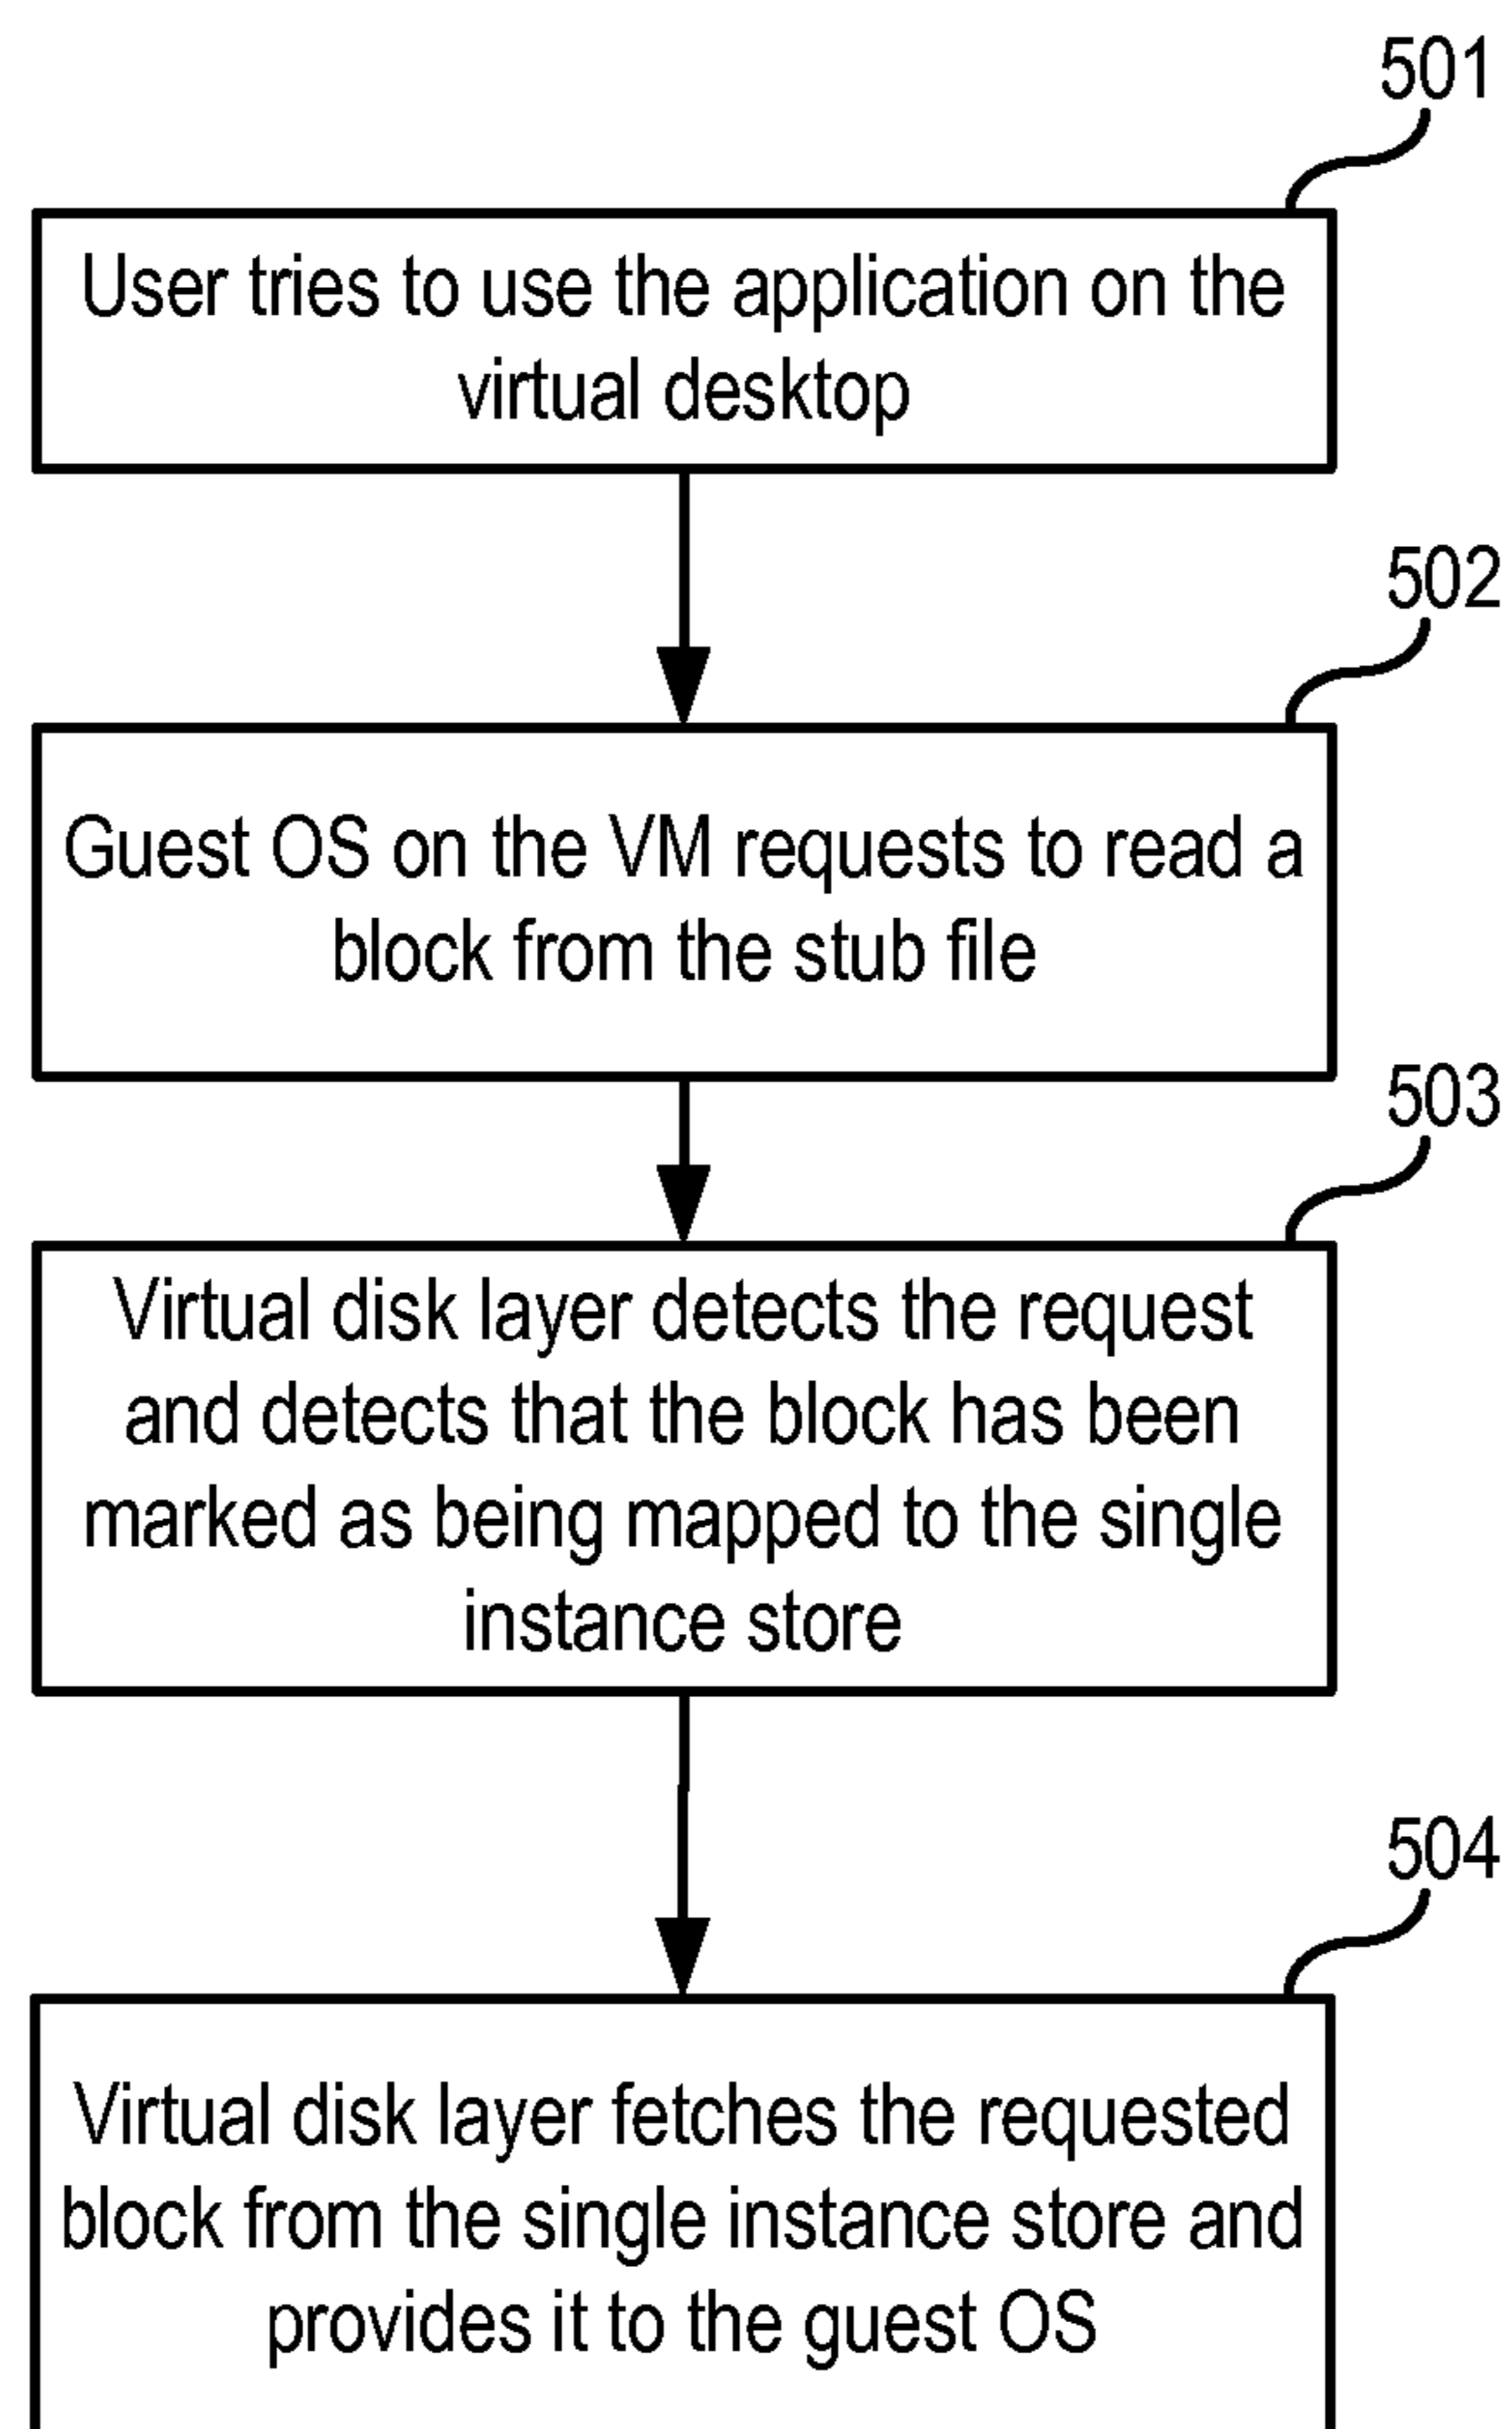 501
User tries to use the application on the
virtual desktop
502
Guest OS on the VM requests to read a
block from the stub file
503
Virtual disk layer detects the request
and detects that the block has been
marked as being mapped to the single
instance store
504
Virtual disk layer fetches the requested
block from the single instance store and
provides it to the guest OS